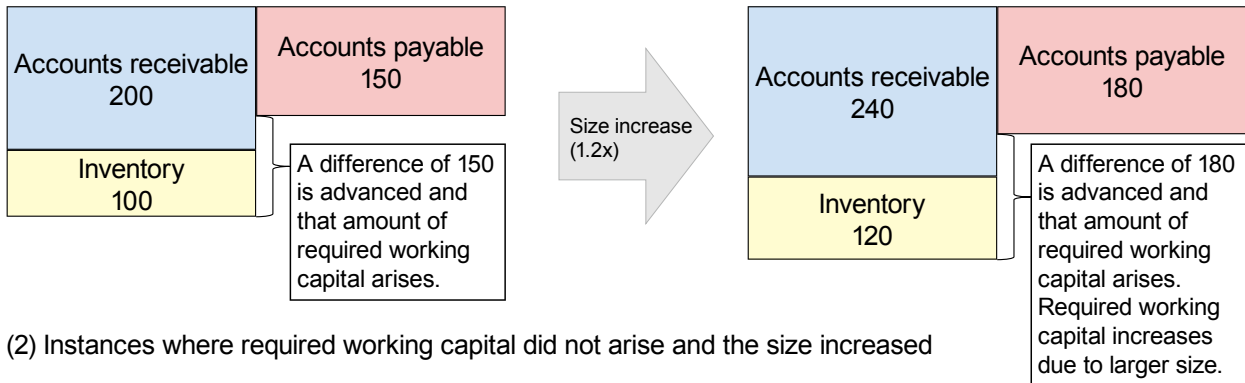 Accounts receivable
200
Accounts payable
150
Inventory
100
A difference of 150
is advanced and
that amount of
required working
capital arises.
Size increase
(1.2x)
Accounts receivable
240
Accounts payable
180
Inventory
120
A difference of 180
is advanced and
that amount of
required working
capital arises.
Required working
capital increases
due to larger size.
(2) Instances where required working capital did not arise and the size increased